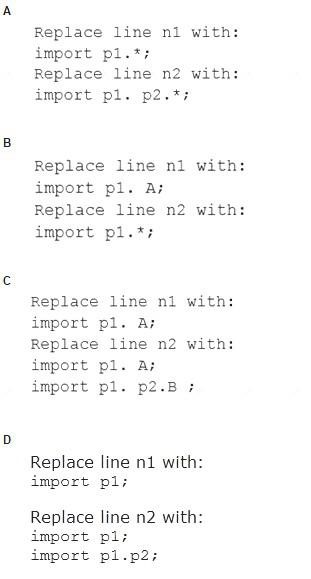 A
Replace line n1 with:
import p1.*;
Replace line n2 with:
import p1. p2.*;
B
Replace line n1 with:
import p1. A;
Replace line n2 with:
import p1.*;
C
Replace line n1 with:
import p1. A;
Replace line n2 with:
import p1. A;
import p1. p2.B ;
D
Replace line n1 with:
import p1;
Replace line n2 with:
import p1;
import p1.p2;